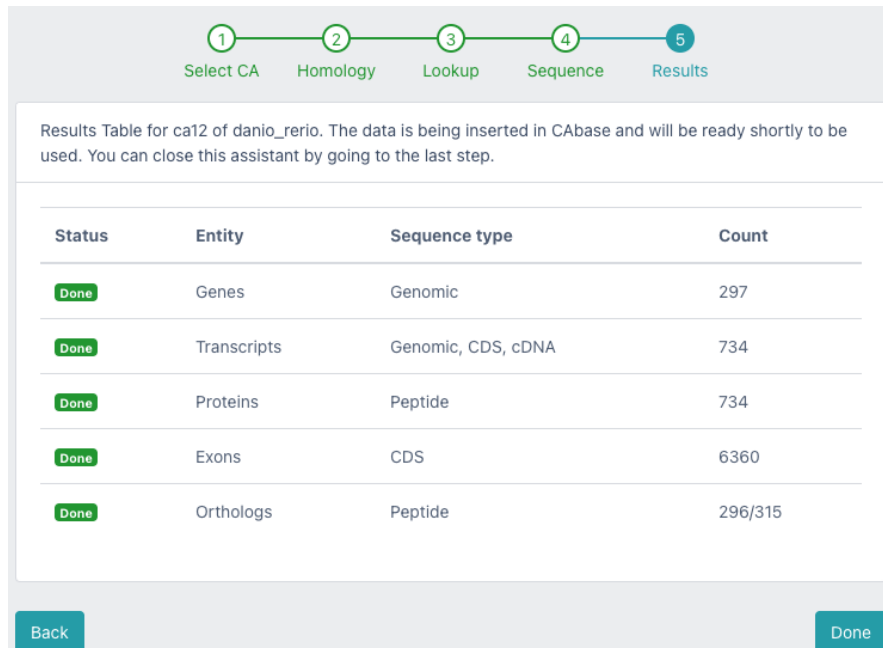 1 2 3 4 5
Select CA Homology Lookup Sequence Results
Results Table for ca12 of danio_rerio. The data is being inserted in CAbase and will be ready shortly to be
used. You can close this assistant by going to the last step.
Status Entity Sequence type Count
Done Genes Genomic 297
Done Transcripts Genomic, CDS, cDNA 734
Done Proteins Peptide 734
Done Exons CDS 6360
Done Orthologs Peptide 296/315
Back Done